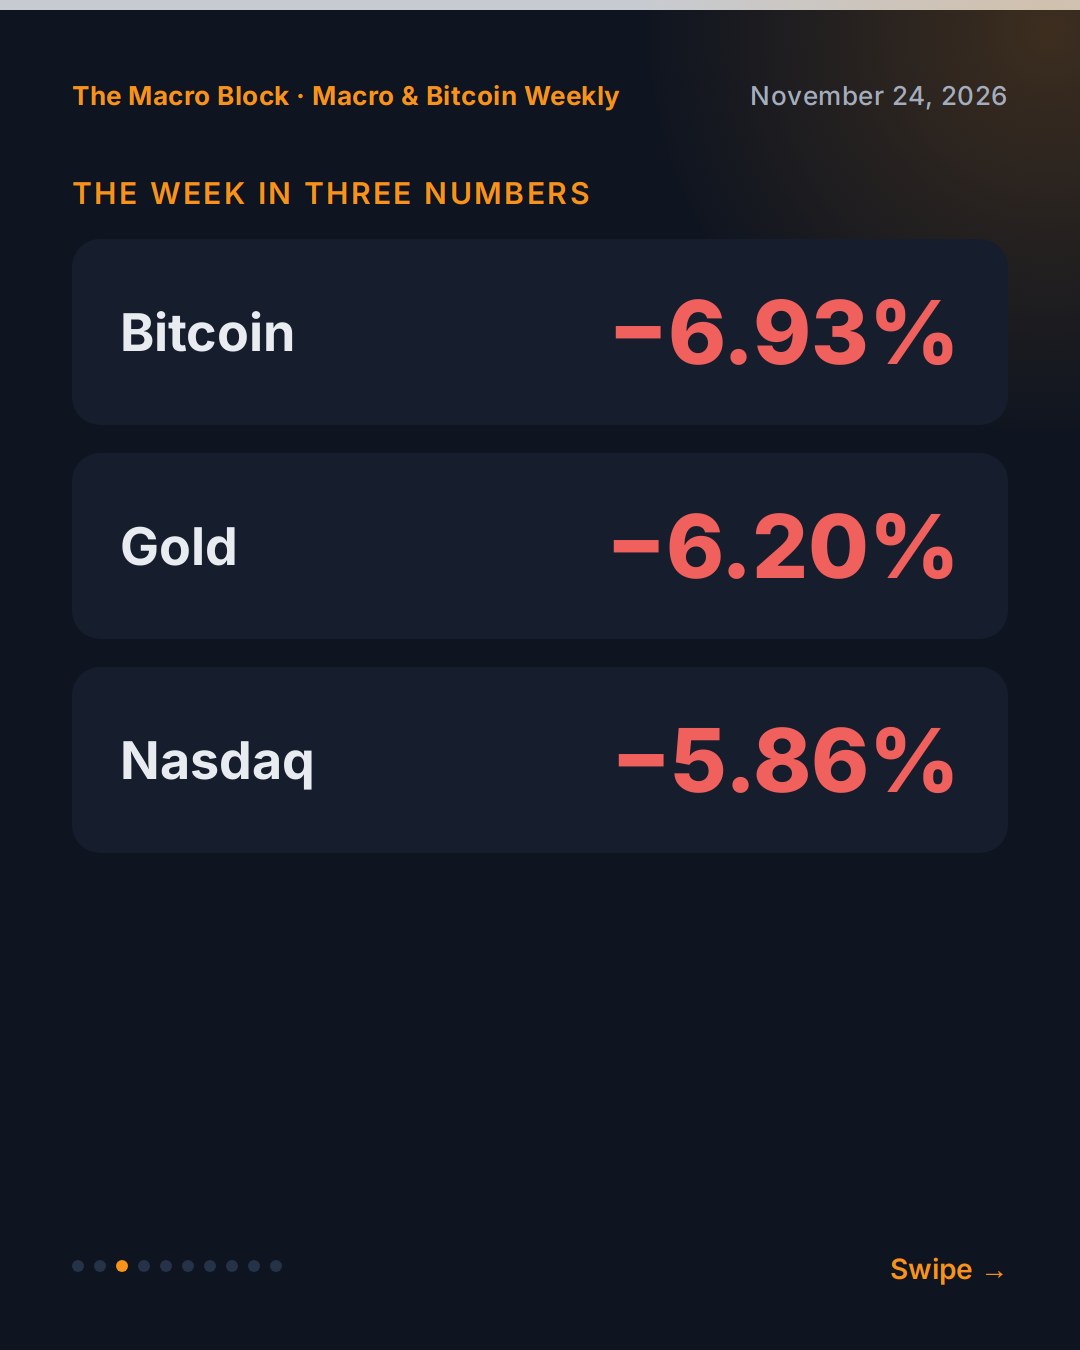 The Macro Block · Macro & Bitcoin Weekly
November 24, 2026
THE WEEK IN THREE NUMBERS
Bitcoin −6.93%
Gold −6.20%
Nasdaq −5.86%
Swipe →